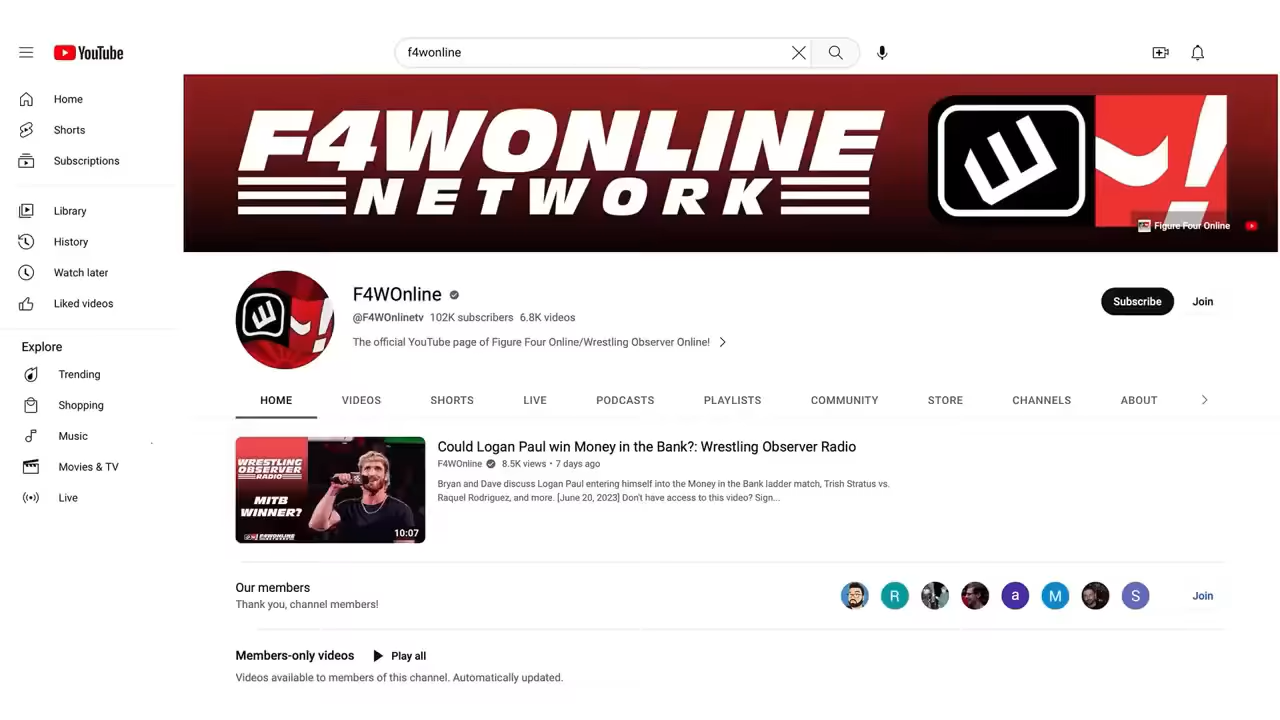 YouTube
f4wonline
Home
Shorts
Subscriptions
Library
History
Watch later
Liked videos
Explore
Trending
Shopping
Music
Movies & TV
Live
F4WONLINE
NETWORK
Figure Four Online
F4WOnline
@F4WOnlinetv 102K subscribers 6.8K videos
The official YouTube page of Figure Four Online/Wrestling Observer Online!
Subscribe
Join
HOME VIDEOS SHORTS LIVE PODCASTS PLAYLISTS COMMUNITY STORE CHANNELS ABOUT
WRESTLING
OBSERVER
RADIO
MITB
WINNER?
F4WONLINE
10:07
Could Logan Paul win Money in the Bank?: Wrestling Observer Radio
F4WOnline 8.5K views • 7 days ago
Bryan and Dave discuss Logan Paul entering himself into the Money in the Bank ladder match, Trish Stratus vs.
Raquel Rodriguez, and more. [June 20, 2023] Don't have access to this video? Sign...
Our members
Thank you, channel members!
R
a
M
S
Join
Members-only videos Play all
Videos available to members of this channel. Automatically updated.